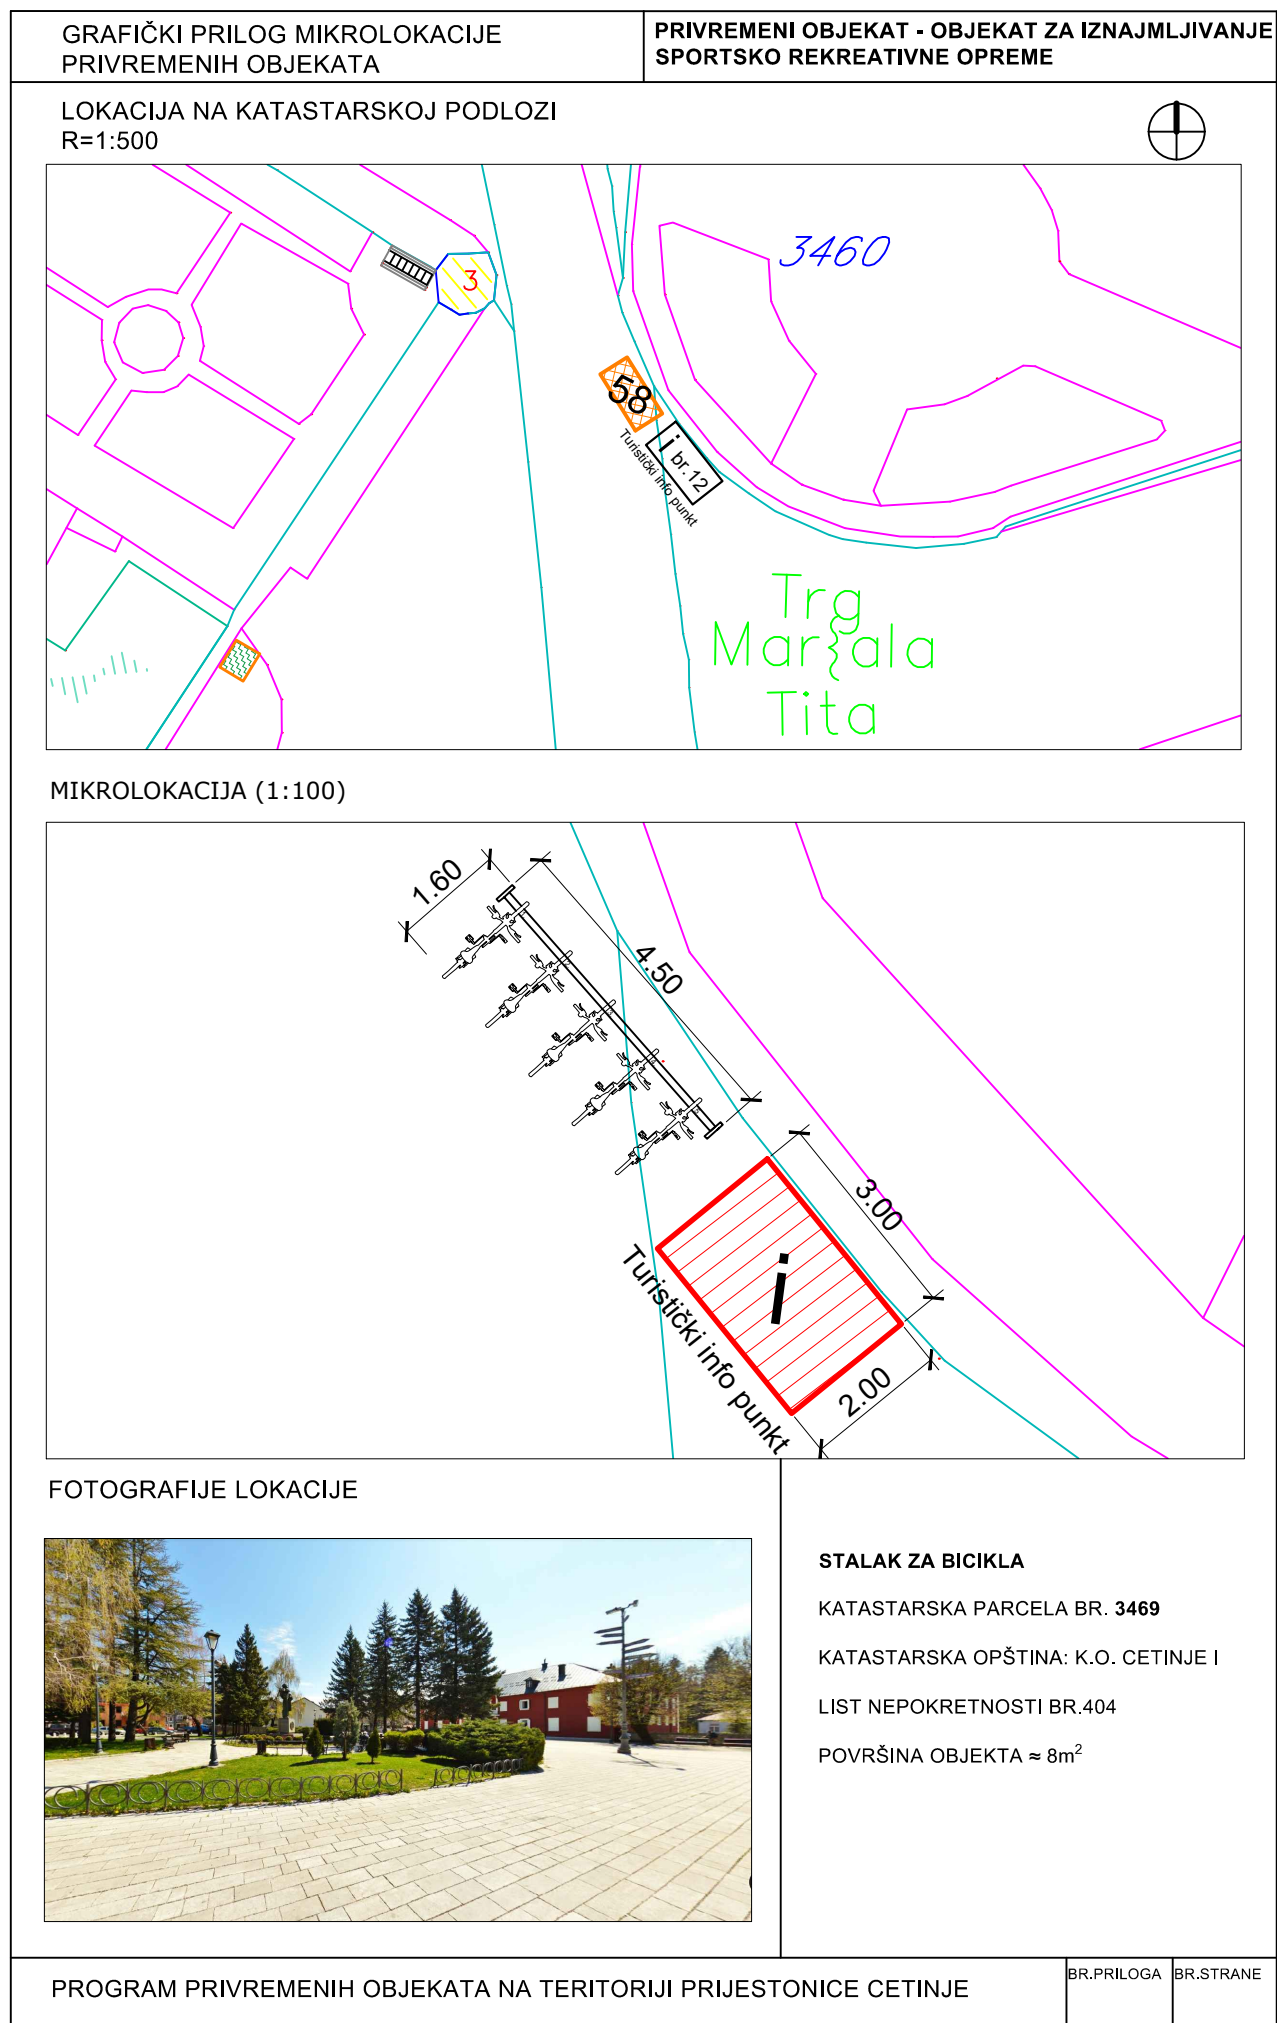 GRAFIČKI PRILOG MIKROLOKACIJE
PRIVREMENIH OBJEKATA
PRIVREMENI OBJEKAT - OBJEKAT ZA IZNAJMLJIVANJE
SPORTSKO REKREATIVNE OPREME
LOKACIJA NA KATASTARSKOJ PODLOZI
R=1:500
3460
3
58
i br.12
Turistički info punkt
Trg
Mar}ala
Tita
MIKROLOKACIJA (1:100)
1.60
4.50
3.00
i
Turistički info punkt
2.00
FOTOGRAFIJE LOKACIJE
STALAK ZA BICIKLA
KATASTARSKA PARCELA BR. 3469
KATASTARSKA OPŠTINA: K.O. CETINJE I
LIST NEPOKRETNOSTI BR.404
POVRŠINA OBJEKTA ≈ 8m²
PROGRAM PRIVREMENIH OBJEKATA NA TERITORIJI PRIJESTONICE CETINJE
BR.PRILOGA
BR.STRANE